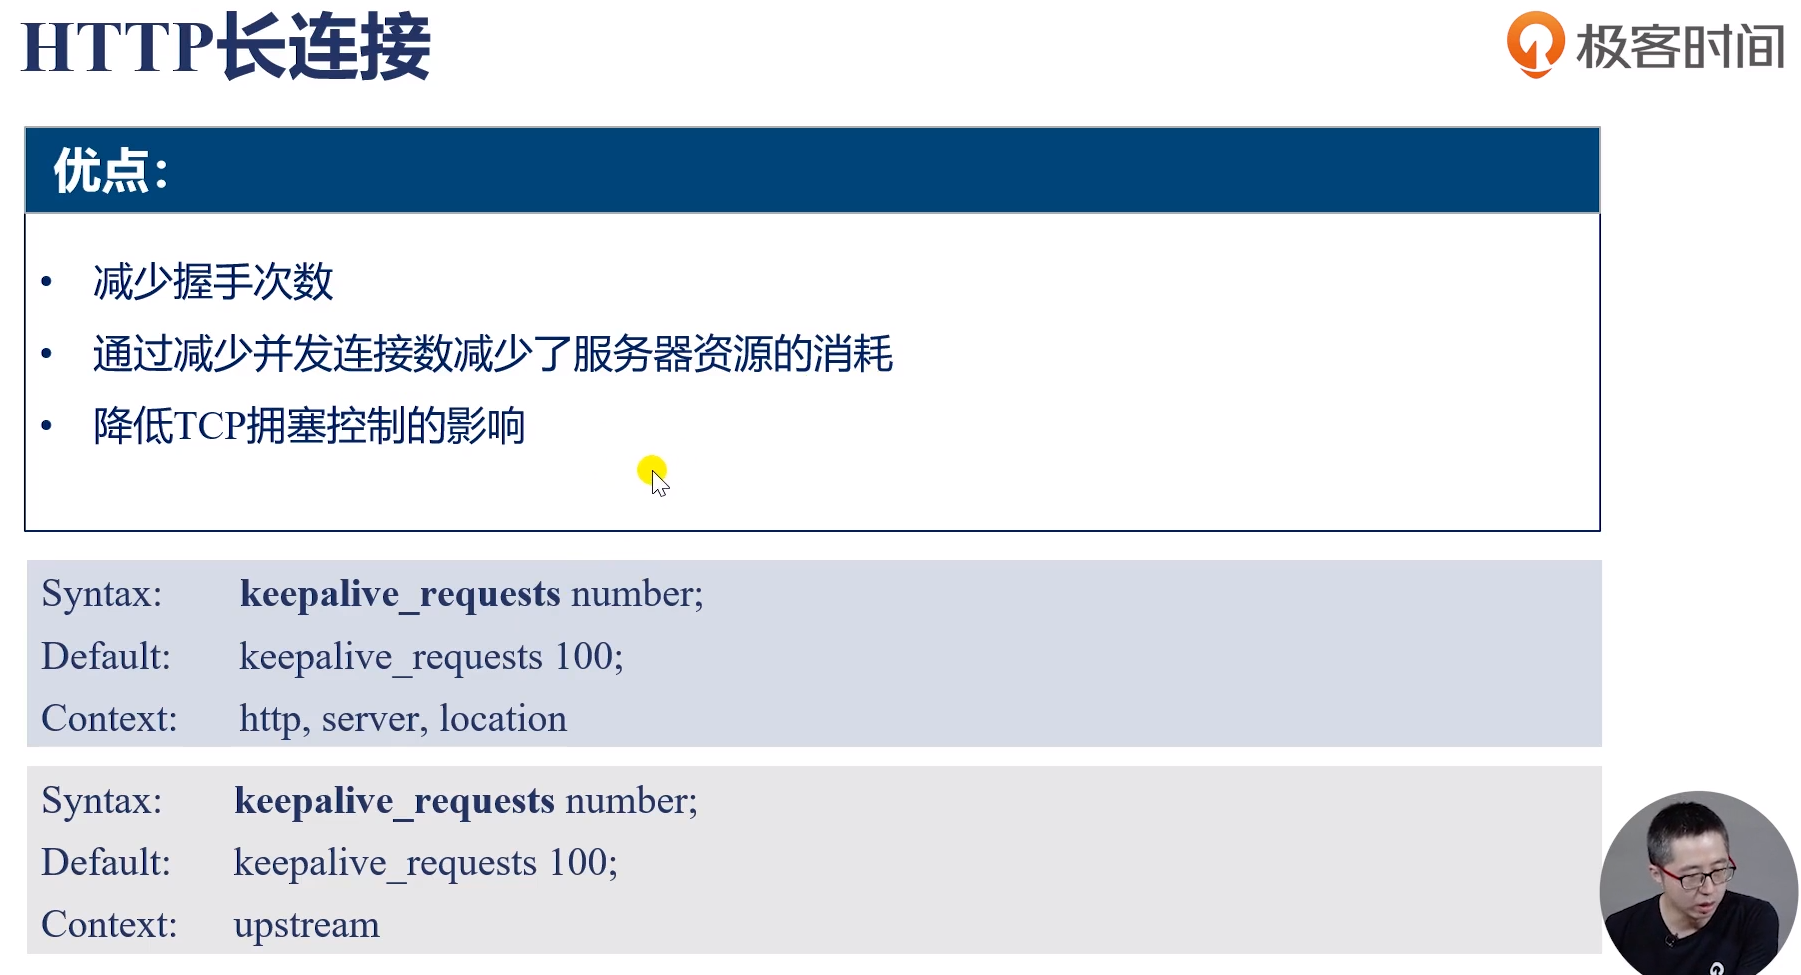 HTTP长连接
极客时间
优点：
• 减少握手次数
• 通过减少并发连接数减少了服务器资源的消耗
• 降低TCP拥塞控制的影响
Syntax: keepalive_requests number;
Default: keepalive_requests 100;
Context: http, server, location
Syntax: keepalive_requests number;
Default: keepalive_requests 100;
Context: upstream